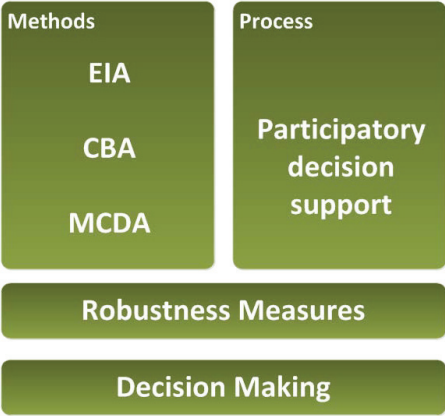 Methods
EIA
CBA
MCDA
Process
Participatory
decision
support
Robustness Measures
Decision Making